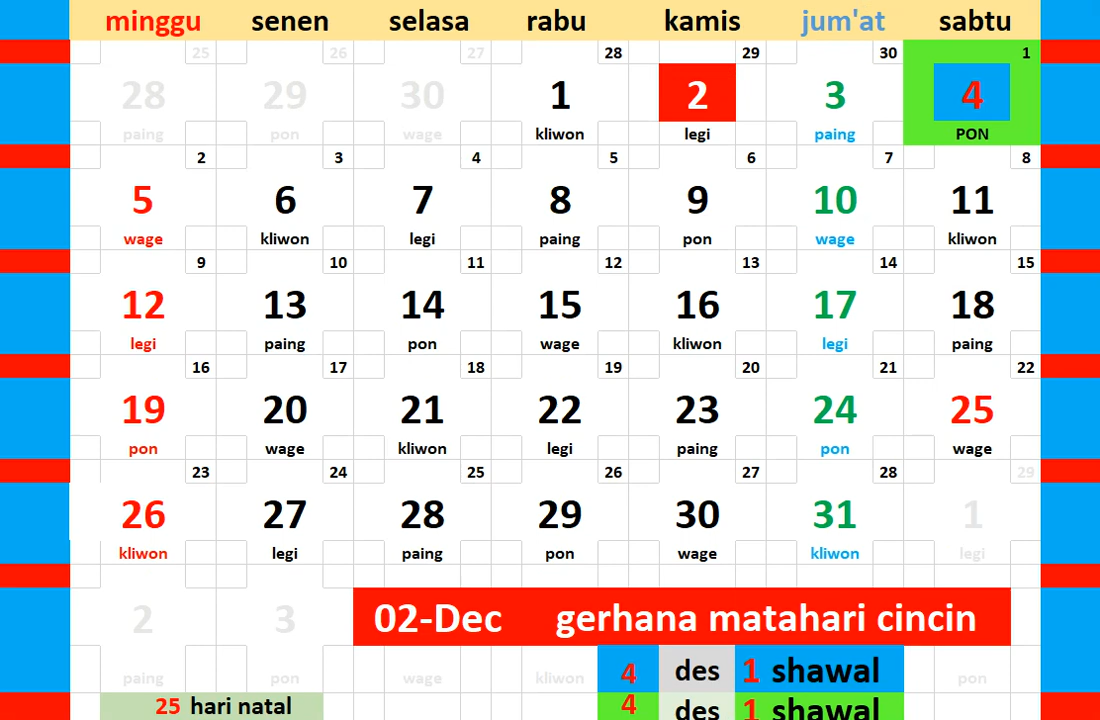 minggu senen selasa rabu kamis jum'at sabtu
25 26 27 28 29 30 1
28 29 30 1 2 3 4
paing pon wage kliwon legi paing PON
2 3 4 5 6 7 8
5 6 7 8 9 10 11
wage kliwon legi paing pon wage kliwon
9 10 11 12 13 14 15
12 13 14 15 16 17 18
legi paing pon wage kliwon legi paing
16 17 18 19 20 21 22
19 20 21 22 23 24 25
pon wage kliwon legi paing pon wage
23 24 25 26 27 28 29
26 27 28 29 30 31 1
kliwon legi paing pon wage kliwon legi
2 3 02-Dec gerhana matahari cincin
paing pon wage kliwon 4 des 1 shawal pon
25 hari natal 4 des 1 shawal